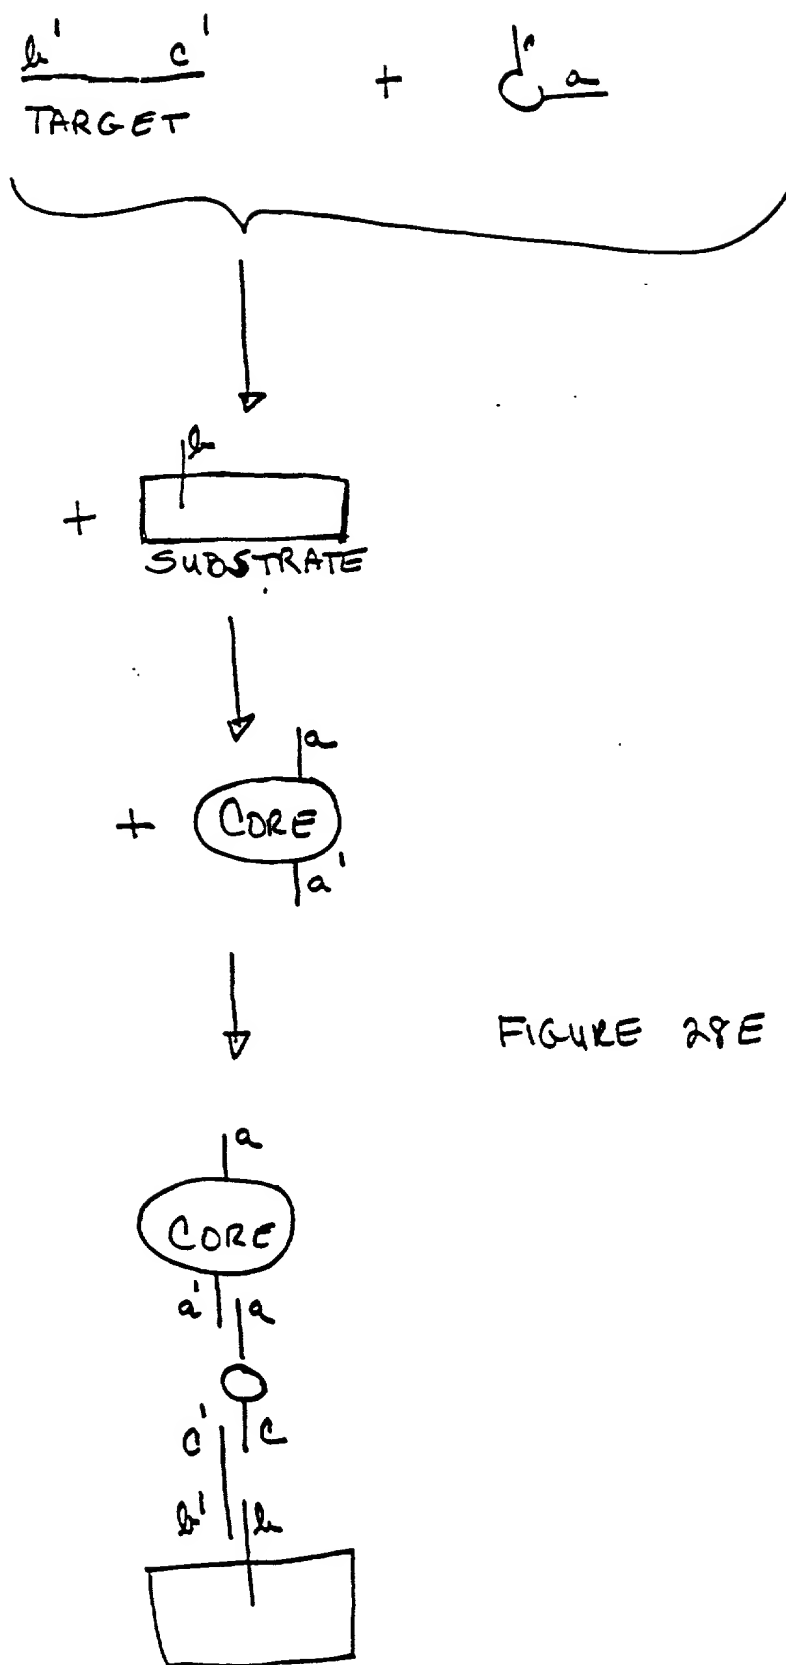 b' c'
+ c a
TARGET
b
+
SUBSTRATE
a
+ CORE
a'
FIGURE 28E
a
CORE
a' a
c' c
b' b